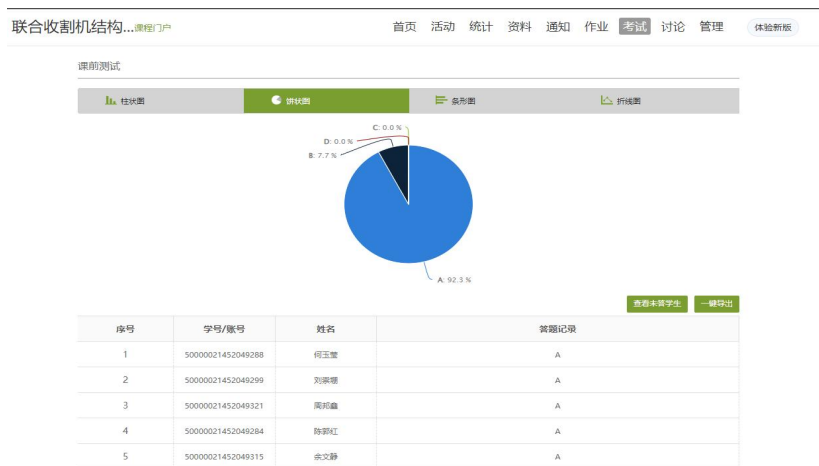 联合收割机结构...课程门户 首页 活动 统计 资料 通知 作业 考试 讨论 管理 体验新版
课前测试
柱状图 饼状图 条形图 折线图
C: 0.0 %
D: 0.0 %
B: 7.7 %
A: 92.3 %
查看未答学生 一键导出
序号 学号/账号 姓名 答题记录
1 50000021452049288 何玉莹 A
2 50000021452049299 刘崇珊 A
3 50000021452049321 周邦鑫 A
4 50000021452049284 陈郭红 A
5 50000021452049315 余文静 A